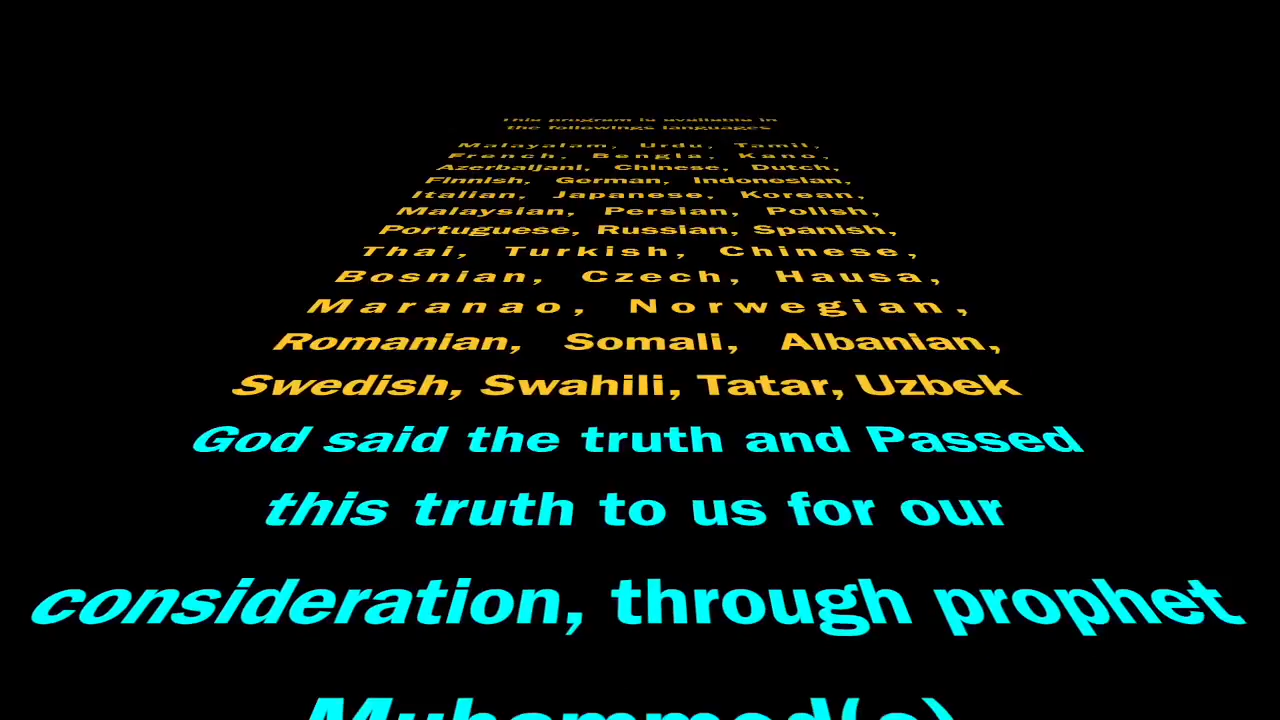 This program is available in
the followings languages
Malayalam, Urdu, Tamil,
French, Bengla, Kano,
Azerbaijani, Chinese, Dutch,
Finnish, German, Indonesian,
Italian, Japanese, Korean,
Malaysian, Persian, Polish,
Portuguese, Russian, Spanish,
Thai, Turkish, Chinese,
Bosnian, Czech, Hausa,
Maranao, Norwegian,
Romanian, Somali, Albanian,
Swedish, Swahili, Tatar, Uzbek
God said the truth and Passed
this truth to us for our
consideration, through prophet
Muhammed(s)